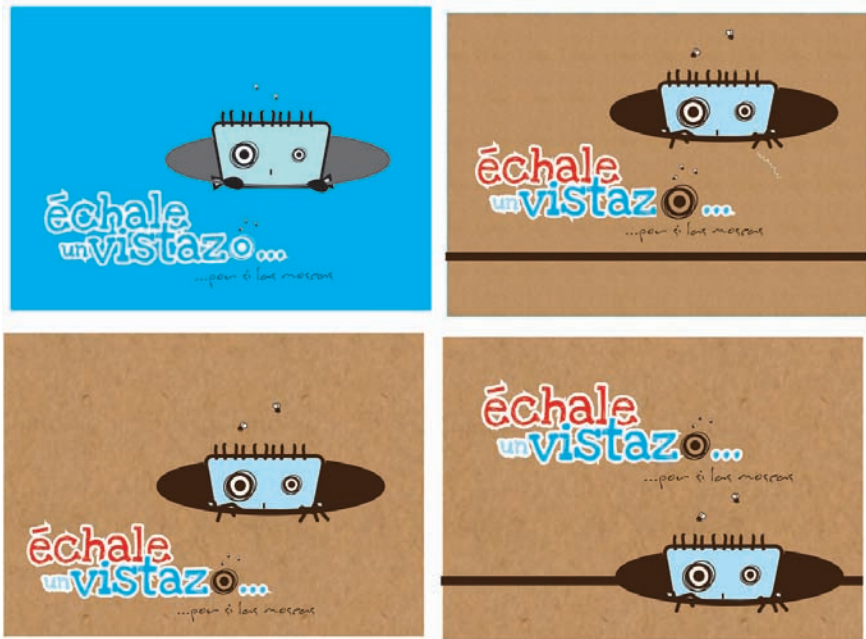 échale
un vistazo...
...por si las moscas
échale
un vistazo...
...por si las moscas
échale
un vistazo...
...por si las moscas
échale
un vistazo...
...por si las moscas